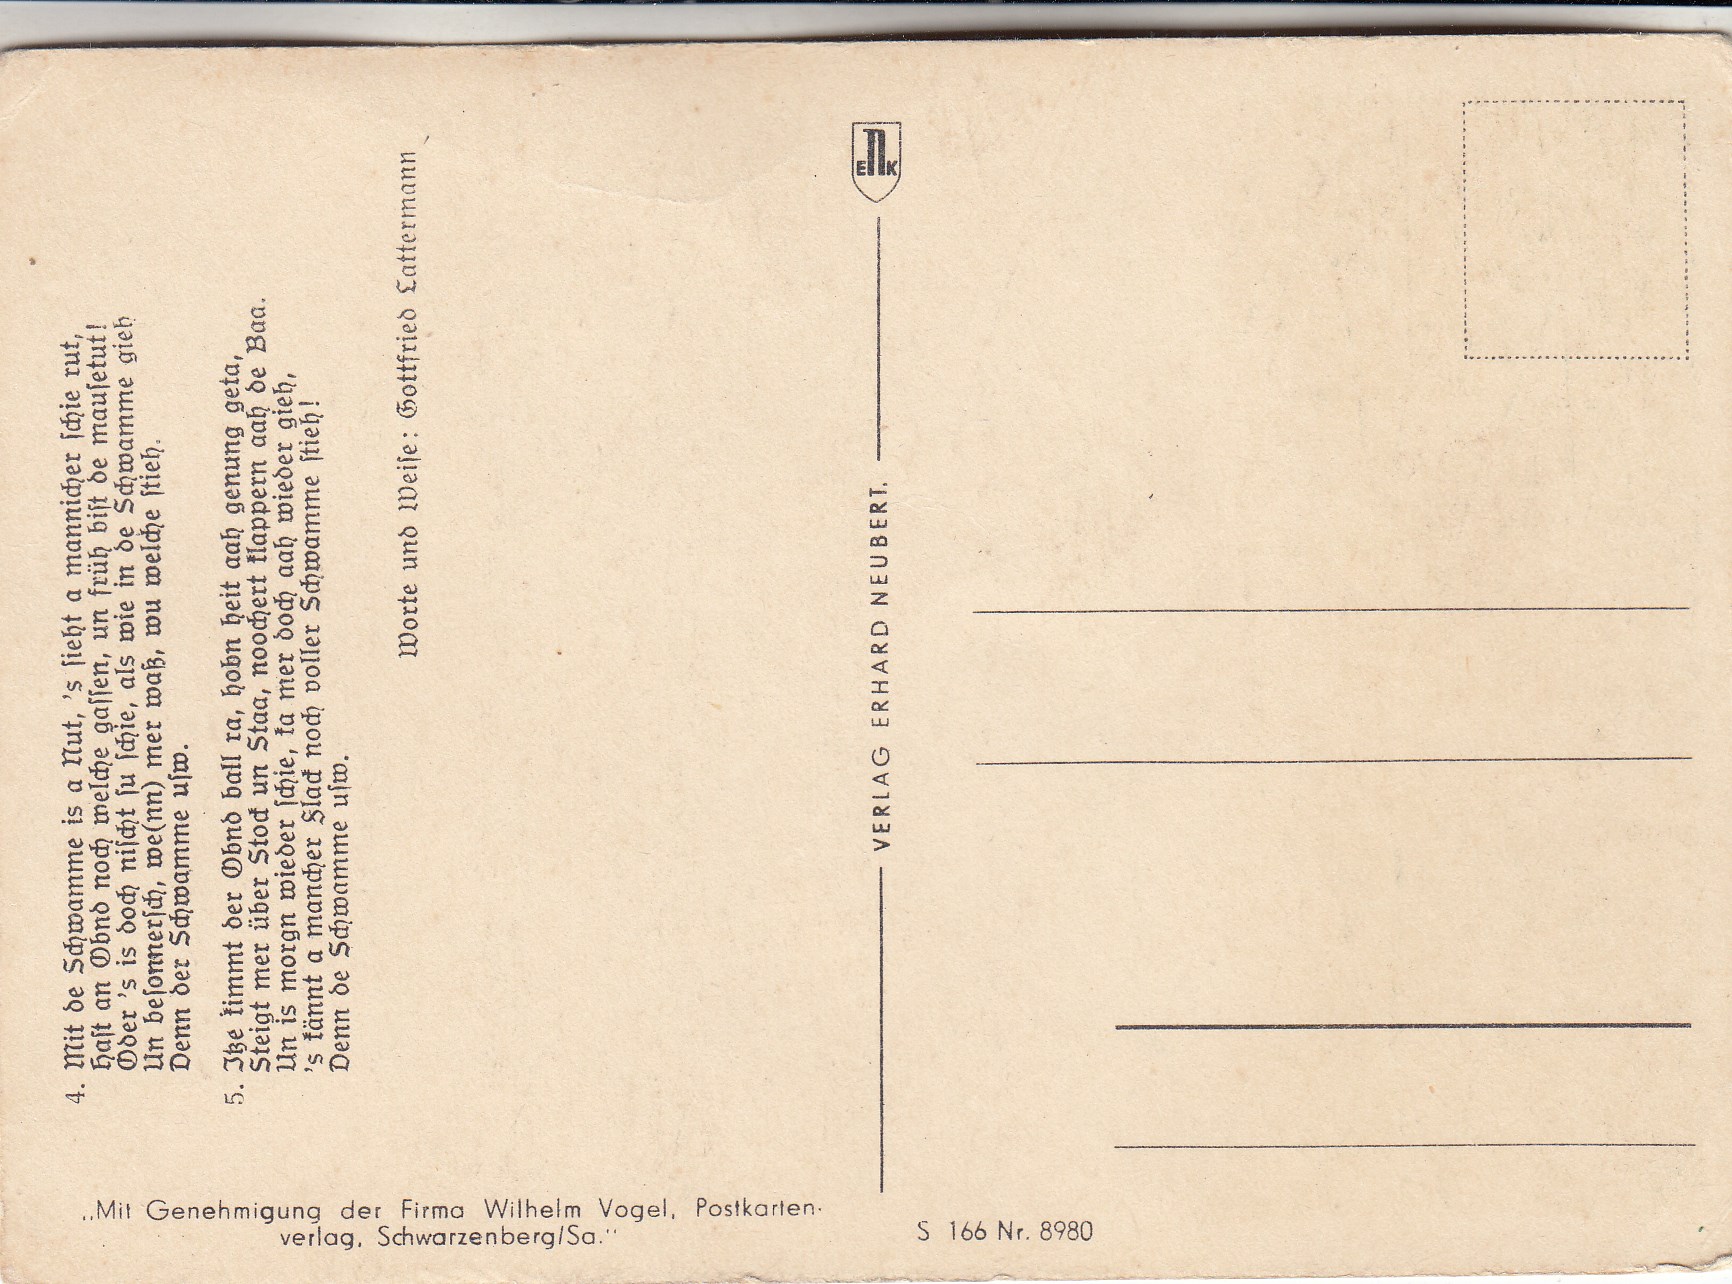 4. Mit de Schwamme is a Nut, 's sieht a mannicher schie rut,
Hast an Obnd noch welche gassen, un früh bist de mausetut!
Oder 's is doch nischt su schie, als wie in de Schwamme gieh
Un besonnersch, we(nn) mer waß, wu welche stieh.
Denn der Schwamme usw.
5. Itze kimmt der Obnd ball ra, hobn heit aah genung geta,
Steigt mer über Stock un Staa, noochert klappern aah de Baa.
Un is morgn wieder schie, ka mer doch aah wieder gieh,
's kännt a mancher Flack noch voller Schwamme stieh!
Denn de Schwamme usw.
Worte und Weise: Gottfried Lattermann
„Mit Genehmigung der Firma Wilhelm Vogel, Postkarten-
verlag, Schwarzenberg/Sa."
ENK
VERLAG ERHARD NEUBERT.
S 166 Nr. 8980